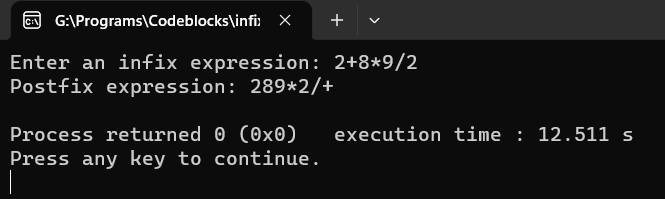 G:\Programs\Codeblocks\infix
Enter an infix expression: 2+8*9/2
Postfix expression: 289*2/+
Process returned 0 (0x0)   execution time : 12.511 s
Press any key to continue.